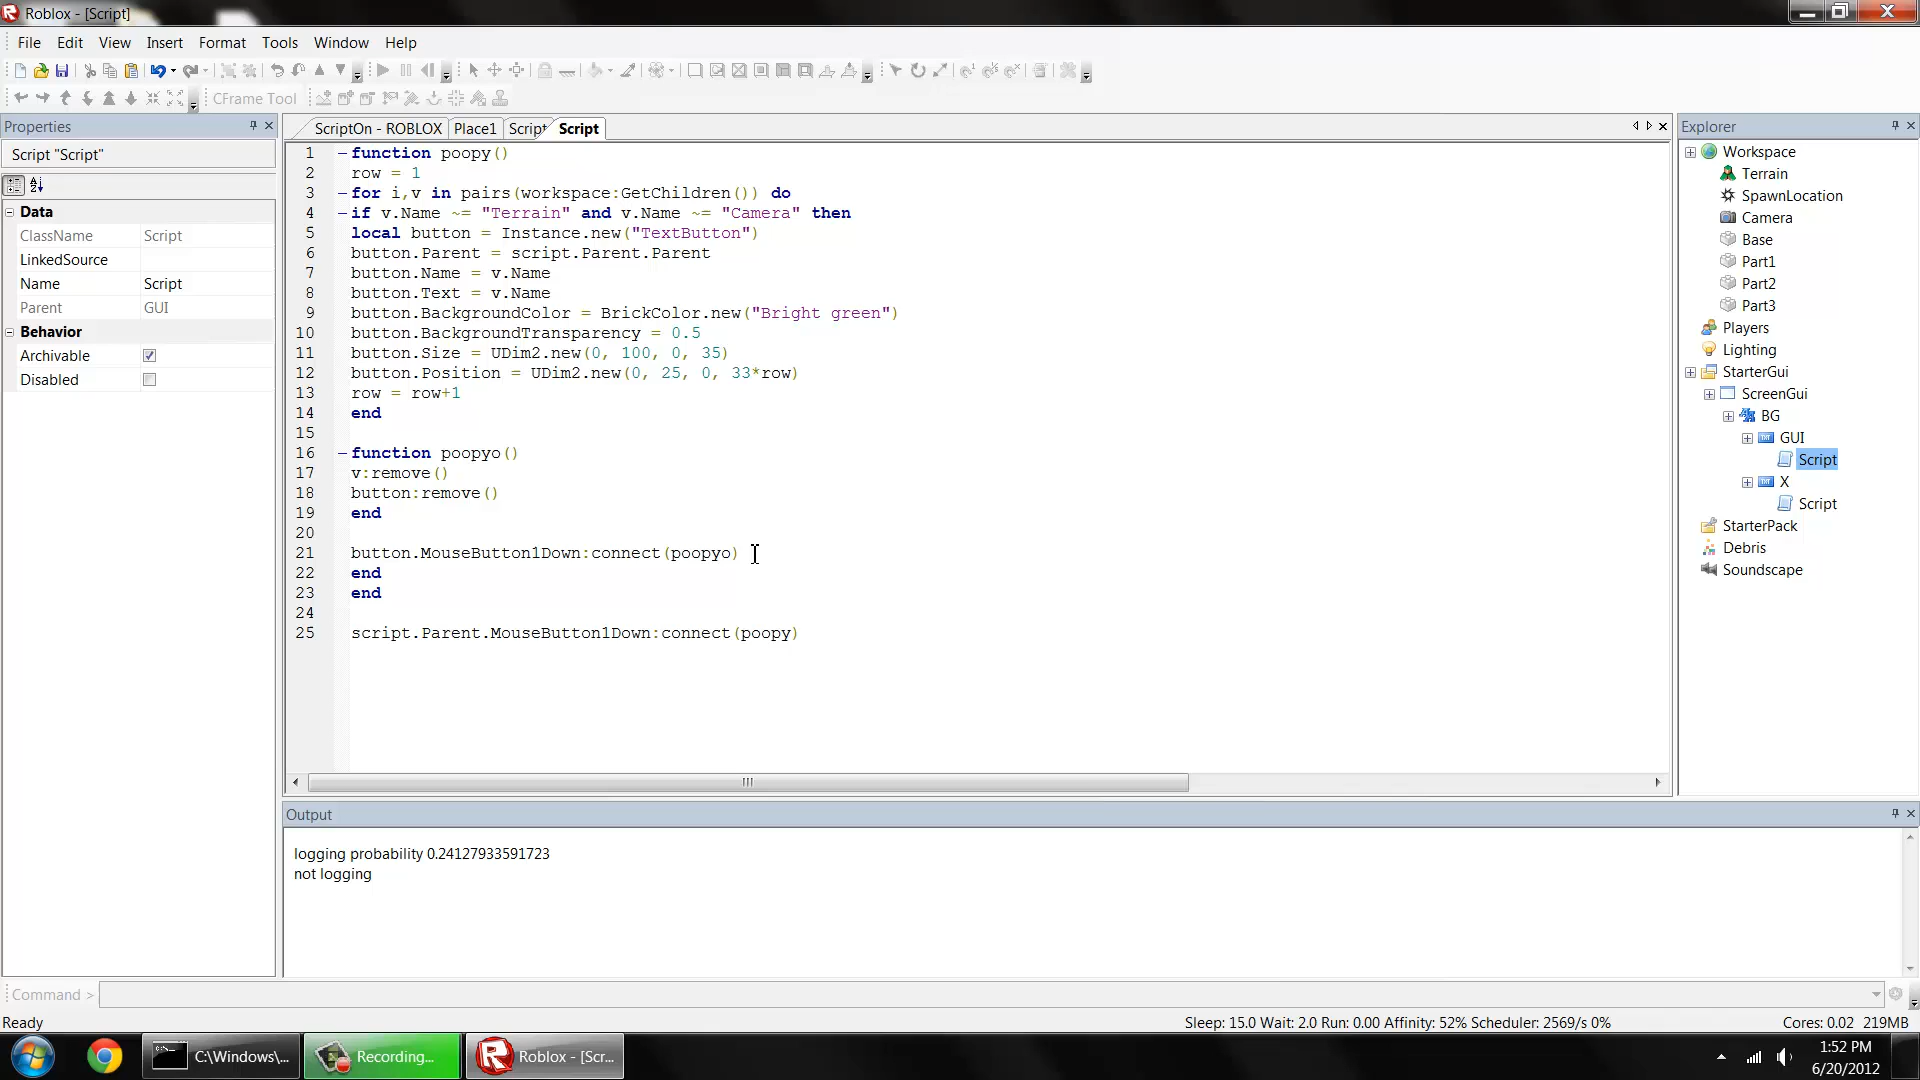 Roblox - [Script]
File Edit View Insert Format Tools Window Help
CFrame Tool
Properties
Script "Script"
Data
ClassName Script
LinkedSource
Name Script
Parent GUI
Behavior
Archivable
Disabled
ScriptOn - ROBLOX Place1 Script Script
1 function poopy()
2 row = 1
3 for i,v in pairs(workspace:GetChildren()) do
4 if v.Name ~= "Terrain" and v.Name ~= "Camera" then
5 local button = Instance.new("TextButton")
6 button.Parent = script.Parent.Parent
7 button.Name = v.Name
8 button.Text = v.Name
9 button.BackgroundColor = BrickColor.new("Bright green")
10 button.BackgroundTransparency = 0.5
11 button.Size = UDim2.new(0, 100, 0, 35)
12 button.Position = UDim2.new(0, 25, 0, 33*row)
13 row = row+1
14 end
15
16 function poopyo()
17 v:remove()
18 button:remove()
19 end
20
21 button.MouseButton1Down:connect(poopyo)
22 end
23 end
24
25 script.Parent.MouseButton1Down:connect(poopy)
Explorer
Workspace
Terrain
SpawnLocation
Camera
Base
Part1
Part2
Part3
Players
Lighting
StarterGui
ScreenGui
BG
GUI
Script
X
Script
StarterPack
Debris
Soundscape
Output
logging probability 0.24127933591723
not logging
Command >
Ready
Sleep: 15.0 Wait: 2.0 Run: 0.00 Affinity: 52% Scheduler: 2569/s 0%
Cores: 0.02 219MB
C:\Windows\...
Recording...
Roblox - [Scr...
1:52 PM
6/20/2012